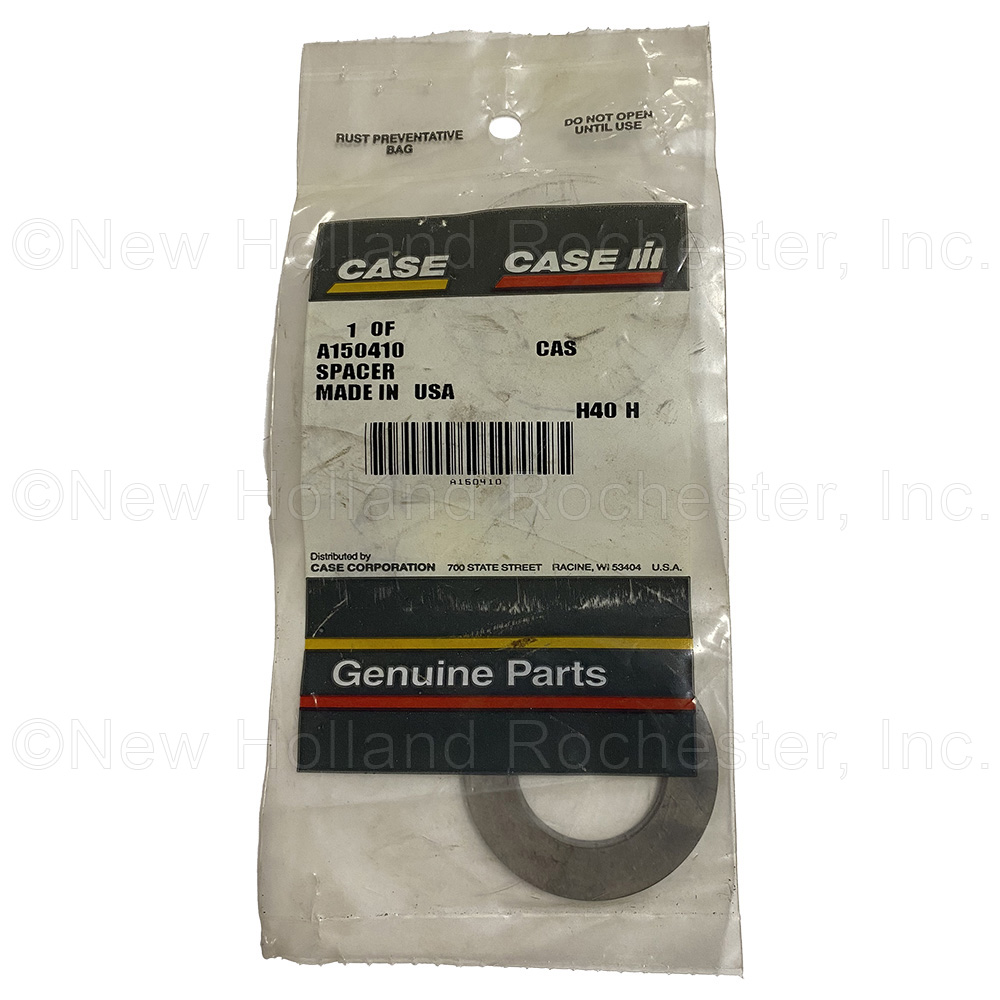 RUST PREVENTATIVE
BAG
DO NOT OPEN
UNTIL USE
©New Holland Rochester, Inc.
CASE
CASE III
1 OF
A150410 CAS
SPACER
MADE IN USA
H40 H
A150410
©New Holland Rochester, Inc.
Distributed by
CASE CORPORATION 700 STATE STREET RACINE, WI 53404 U.S.A.
Genuine Parts
©New Holland Rochester, Inc.